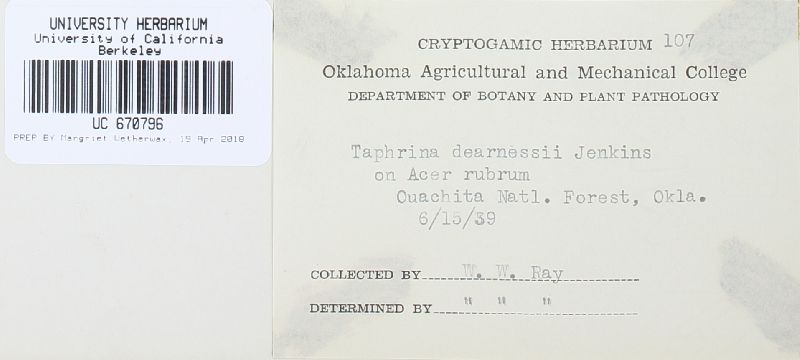 UNIVERSITY HERBARIUM
University of California
Berkeley
UC 670796
PREP BY Margriet Wetherwax, 19 Apr 2018
CRYPTOGAMIC HERBARIUM 107
Oklahoma Agricultural and Mechanical College
DEPARTMENT OF BOTANY AND PLANT PATHOLOGY
Taphrina dearnessii Jenkins
on Acer rubrum
Ouachita Natl. Forest, Okla.
6/15/39
COLLECTED BY W. W. Ray
DETERMINED BY " " "